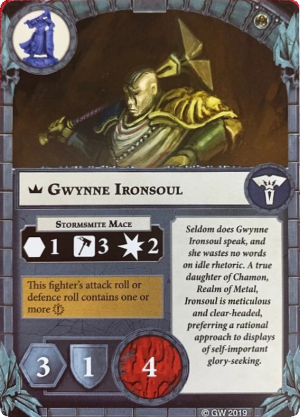 GWYNNE IRONSOUL
STORMSMITE MACE
1 3 2
This fighter's attack roll or
defence roll contains one or
more
Seldom does Gwynne
Ironsoul speak, and
she wastes no words
on idle rhetoric. A true
daughter of Chamon,
Realm of Metal,
Ironsoul is meticulous
and clear-headed,
preferring a rational
approach to displays
of self-important
glory-seeking.
3 1 4
© GW 2019